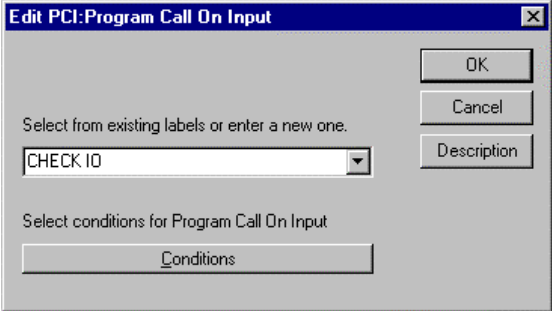 Edit PCI:Program Call On Input
OK
Cancel
Select from existing labels or enter a new one.
CHECK IO
Description
Select conditions for Program Call On Input
Conditions